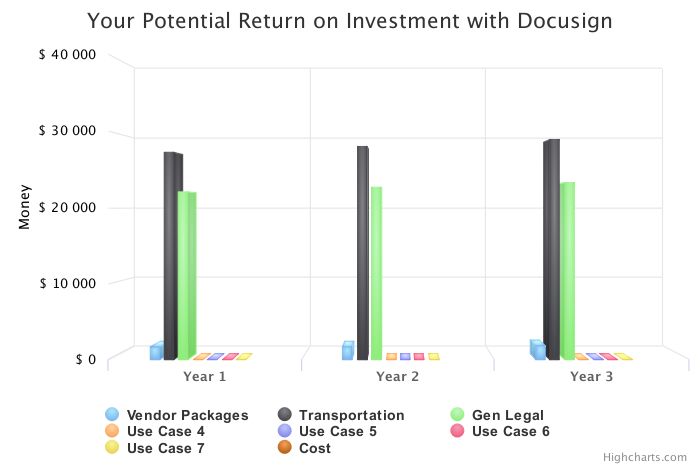 Your Potential Return on Investment with Docusign
$ 40 000
$ 30 000
$ 20 000
$ 10 000
$ 0
Money
Year 1 Year 2 Year 3
Vendor Packages Transportation Gen Legal
Use Case 4 Use Case 5 Use Case 6
Use Case 7 Cost
Highcharts.com